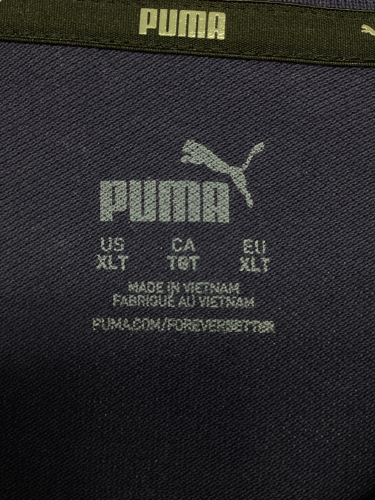 PUMA
PUMA
US CA EU
XLT TGT XLT
MADE IN VIETNAM
FABRIQUÉ AU VIETNAM
PUMA.COM/FOREVERBETTER